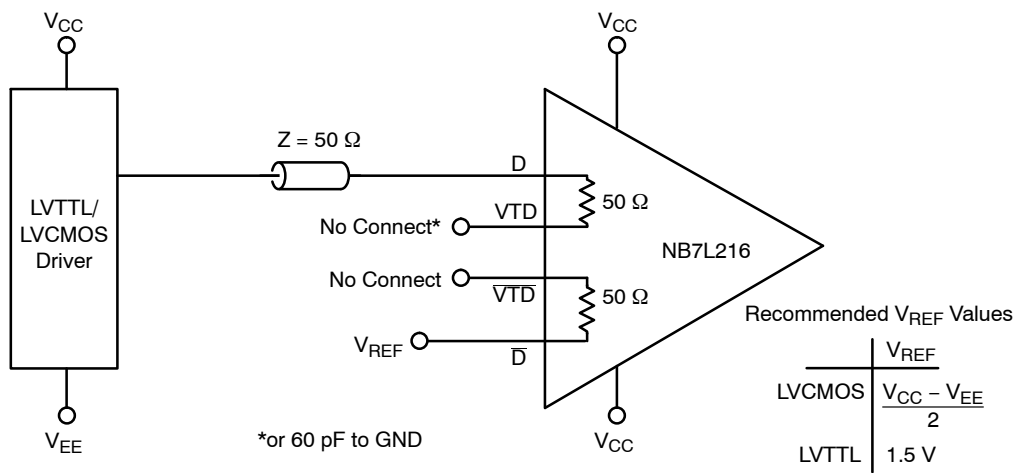 V_CC
V_CC
Z = 50 Ω
D
LVTTL/
LVCMOS
Driver
50 Ω
VTD
No Connect*
NB7L216
No Connect
V̅T̅D̅
50 Ω
Recommended V_REF Values
V_REF
D̅
V_REF
LVCMOS
V_CC – V_EE
2
V_EE
*or 60 pF to GND
V_CC
LVTTL
1.5 V